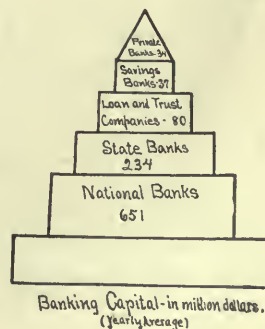 Private
Banks-34
Savings
Banks-37
Loan and Trust
Companies - 80
State Banks
234
National Banks
651
Banking Capital-in million dollars.
(Yearly Average)